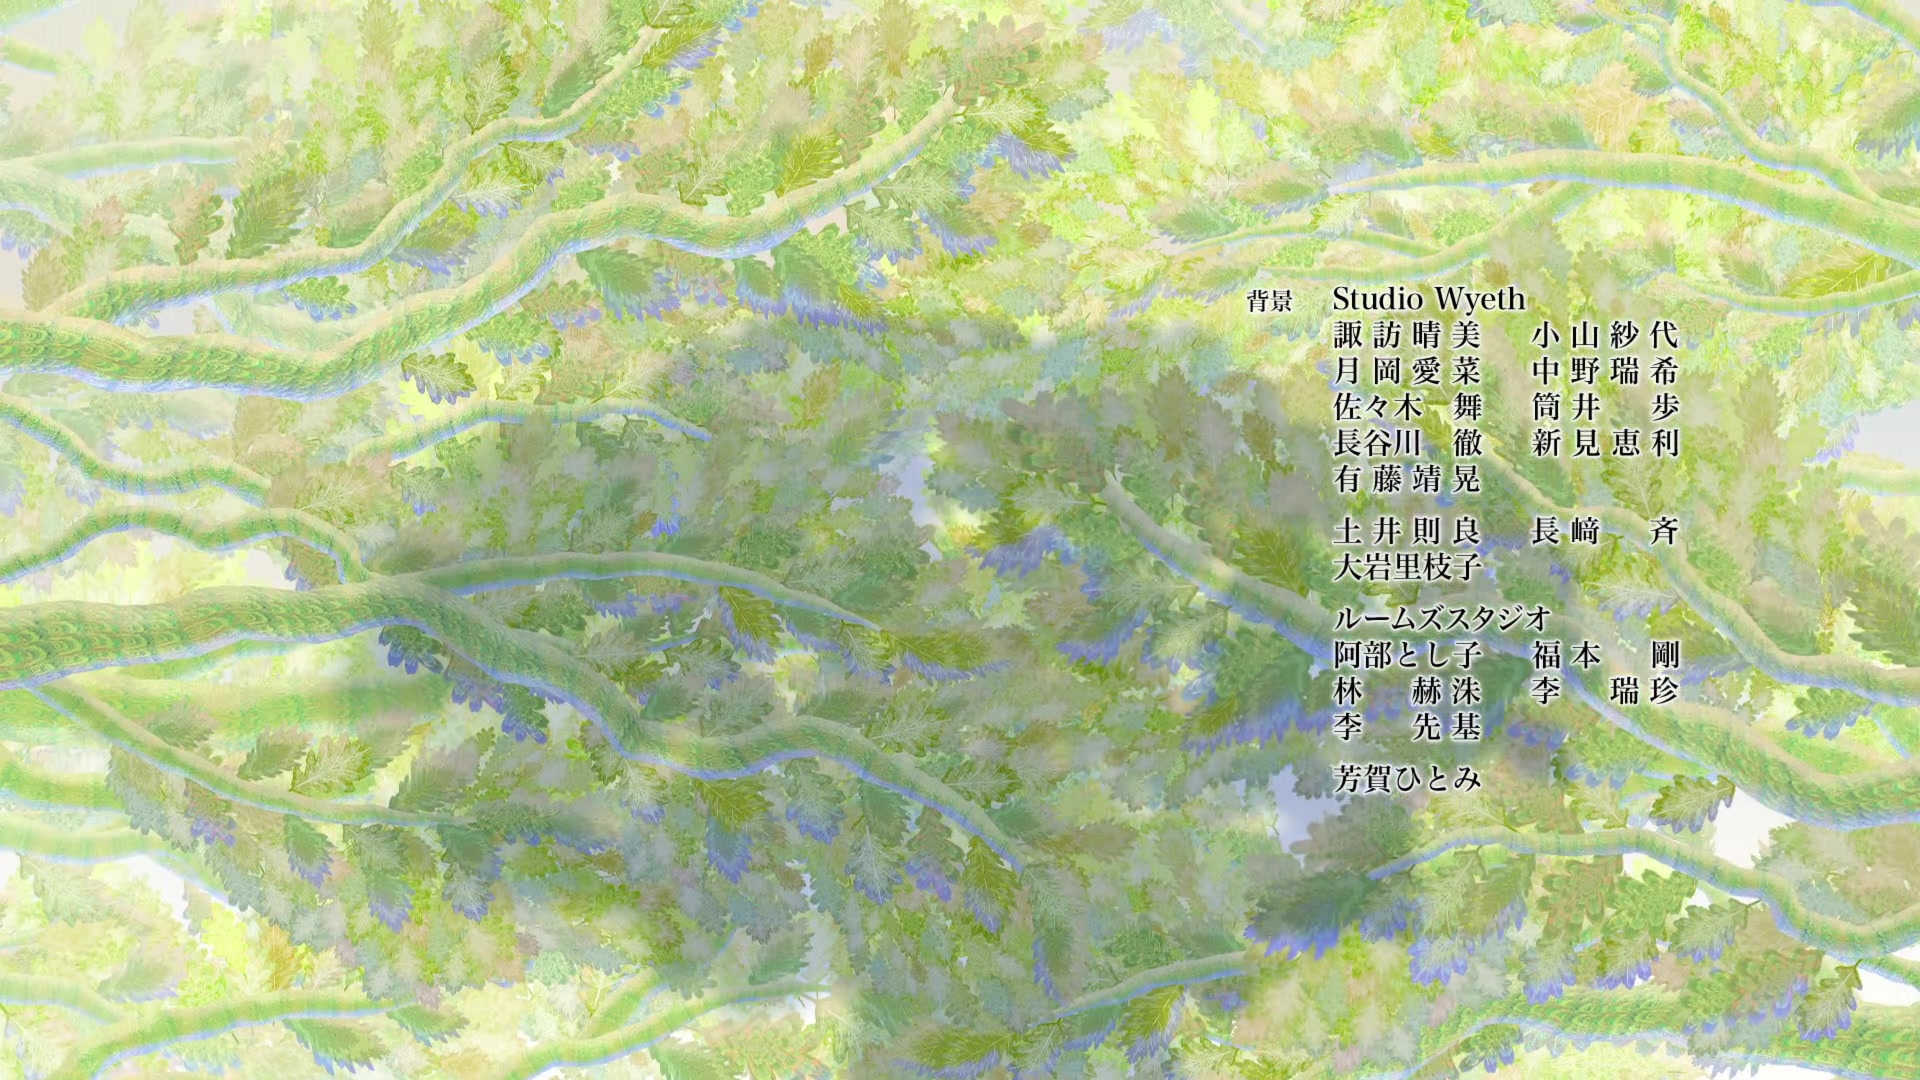 背景 Studio Wyeth
諏訪晴美 小山紗代
月岡愛菜 中野瑞希
佐々木 舞 筒井 歩
長谷川 徹 新見恵利
有藤靖晃
土井則良 長﨑 斉
大岩里枝子
ルームズスタジオ
阿部とし子 福本 剛
林 赫洙 李 瑞珍
李 先基
芳賀ひとみ